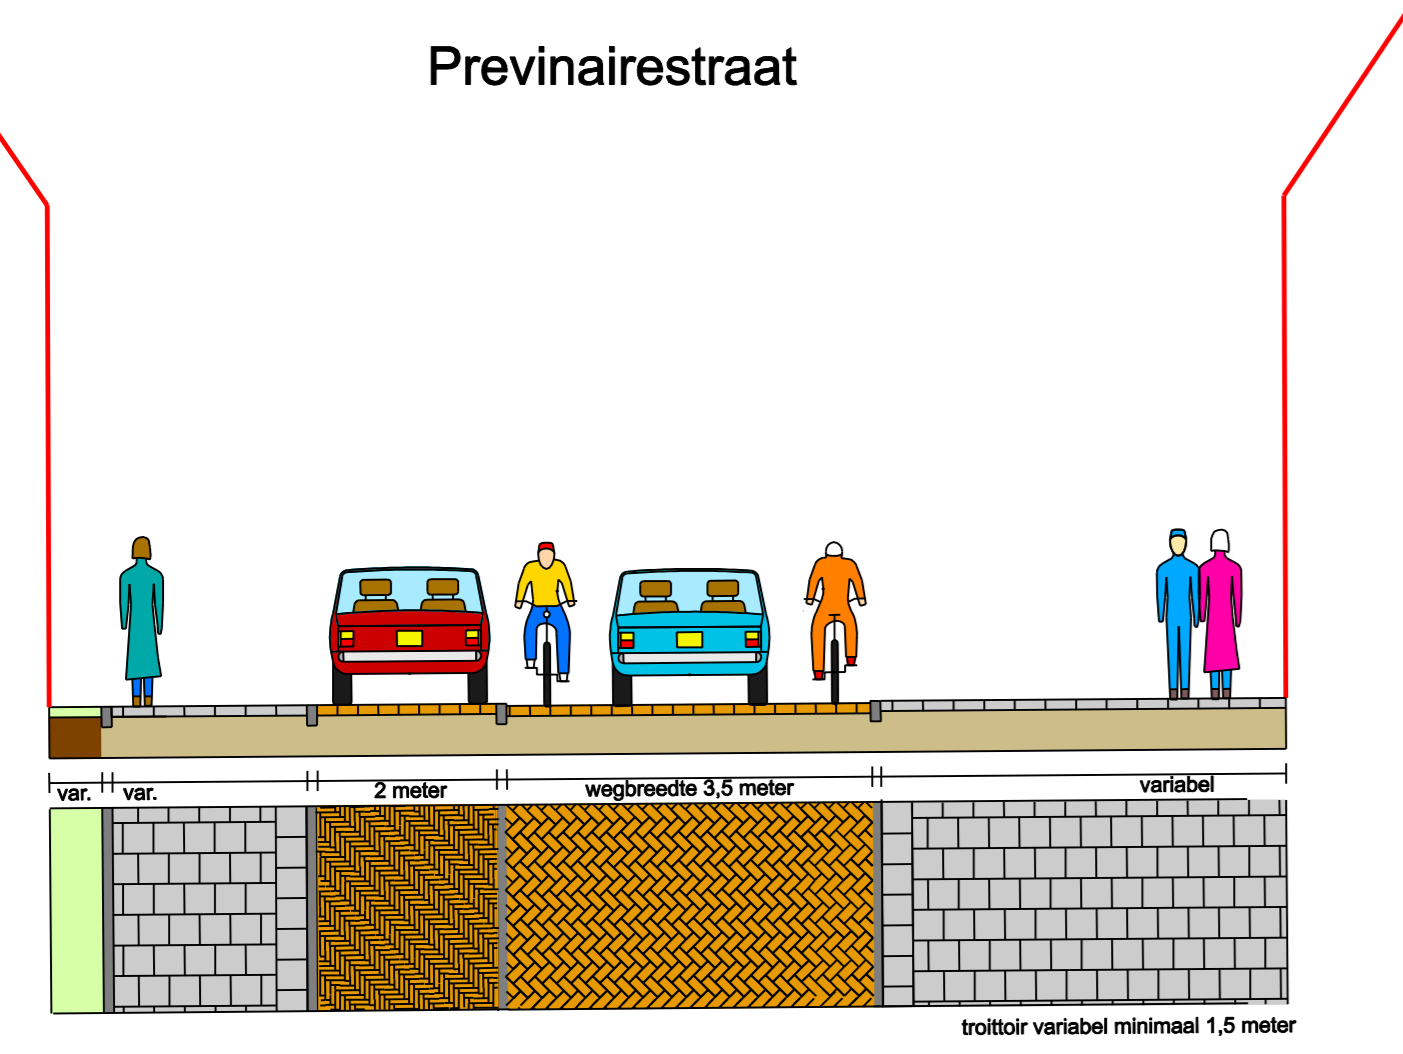 Previnairestraat
var.
var.
2 meter
wegbreedte 3,5 meter
variabel
troittoir variabel minimaal 1,5 meter